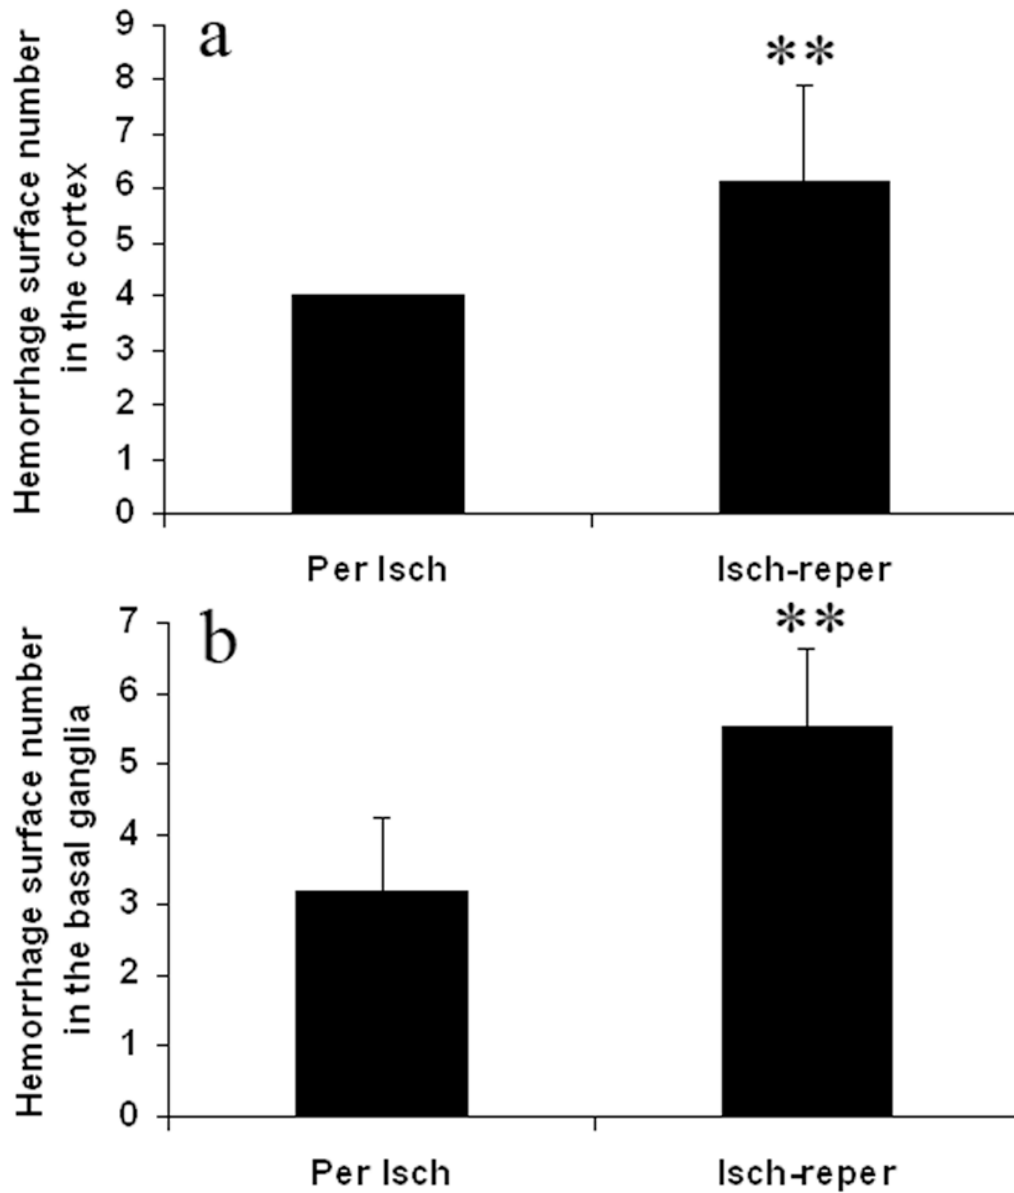 a
**
Hemorrhage surface number
in the cortex
9
8
7
6
5
4
3
2
1
0
Per Isch
Isch-reper
b
**
Hemorrhage surface number
in the basal ganglia
7
6
5
4
3
2
1
0
Per Isch
Isch-reper